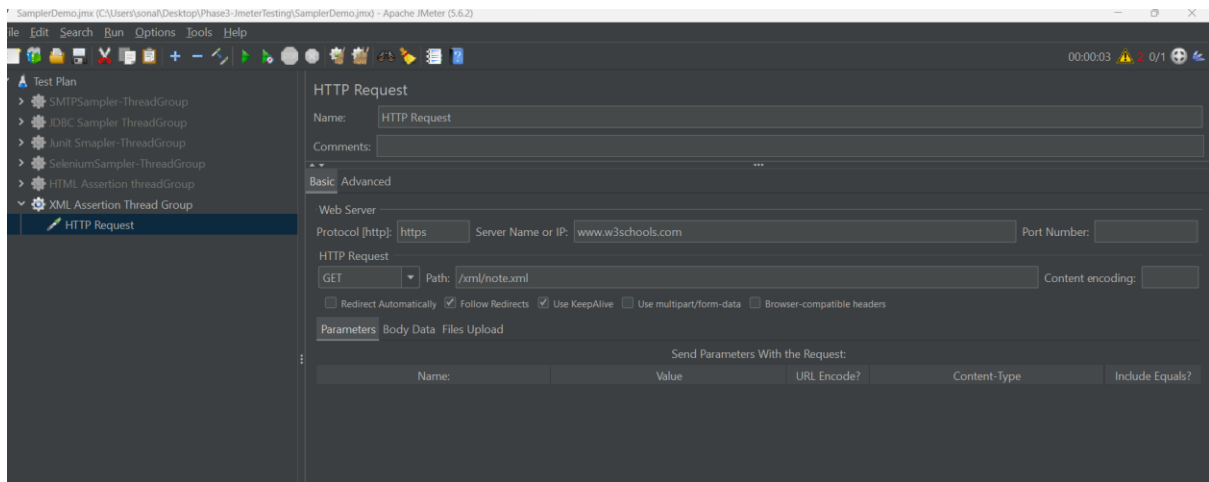 SamplerDemo.jmx (C:\Users\sonal\Desktop\Phase3-JmeterTesting\SamplerDemo.jmx) - Apache JMeter (5.6.2)
ile Edit Search Run Options Tools Help
00:00:03 2 0/1
Test Plan
SMTPSampler-ThreadGroup
JDBC Sampler ThreadGroup
Junit Smapler-ThreadGroup
SeleniumSampler-ThreadGroup
HTML Assertion threadGroup
XML Assertion Thread Group
HTTP Request
HTTP Request
Name: HTTP Request
Comments:
Basic Advanced
Web Server
Protocol [http]: https Server Name or IP: www.w3schools.com Port Number:
HTTP Request
GET Path: /xml/note.xml Content encoding:
Redirect Automatically Follow Redirects Use KeepAlive Use multipart/form-data Browser-compatible headers
Parameters Body Data Files Upload
Send Parameters With the Request:
Name: Value URL Encode? Content-Type Include Equals?